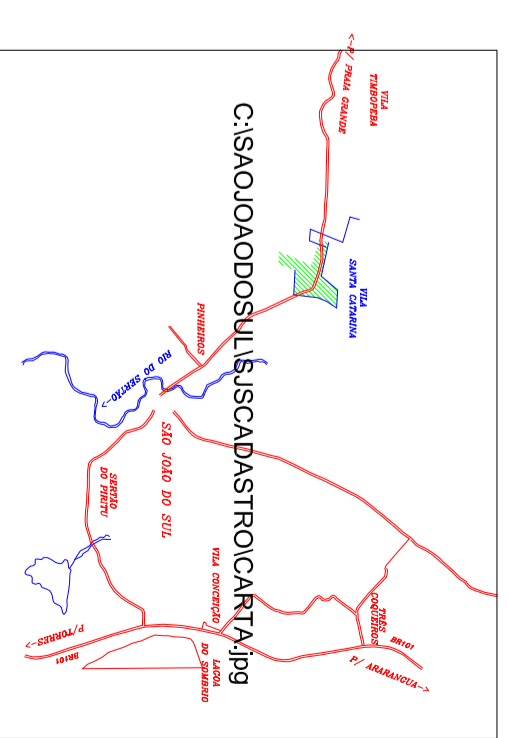 <-P/ PRAIA GRANDE
VILA
TIMBOPEBA
C:\SAOJOAODOSUL\SJSCADASTRO\CARTA.jpg
VILA
SANTA CATARINA
PINHEIROS
RIO DO SERTÃO->
SÃO JOÃO DO SUL
SERTÃO
DO PIRITU
VILA CONCEIÇÃO
TRÊS
COQUEIROS
BR101
P/ ARARANGUA->
LAGOA
DO SOMBRIO
P/TORRES->
BR101